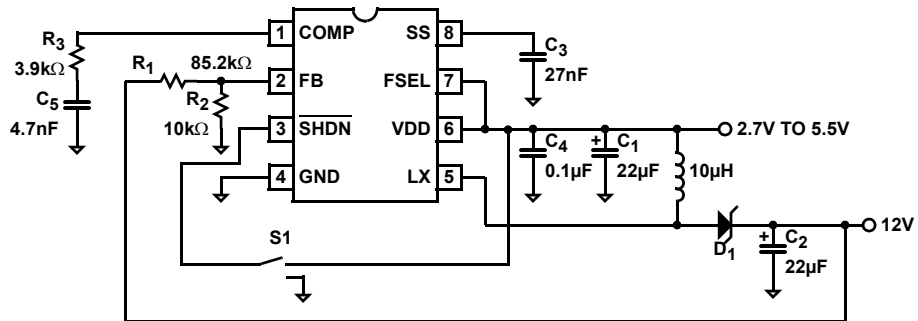 R3
3.9kΩ
C5
4.7nF
R1
85.2kΩ
R2
10kΩ
1 COMP
2 FB
3 SHDN
4 GND
SS 8
FSEL 7
VDD 6
LX 5
C3
27nF
C4
0.1µF
+
C1
22µF
10µH
2.7V TO 5.5V
D1
+
C2
22µF
12V
S1